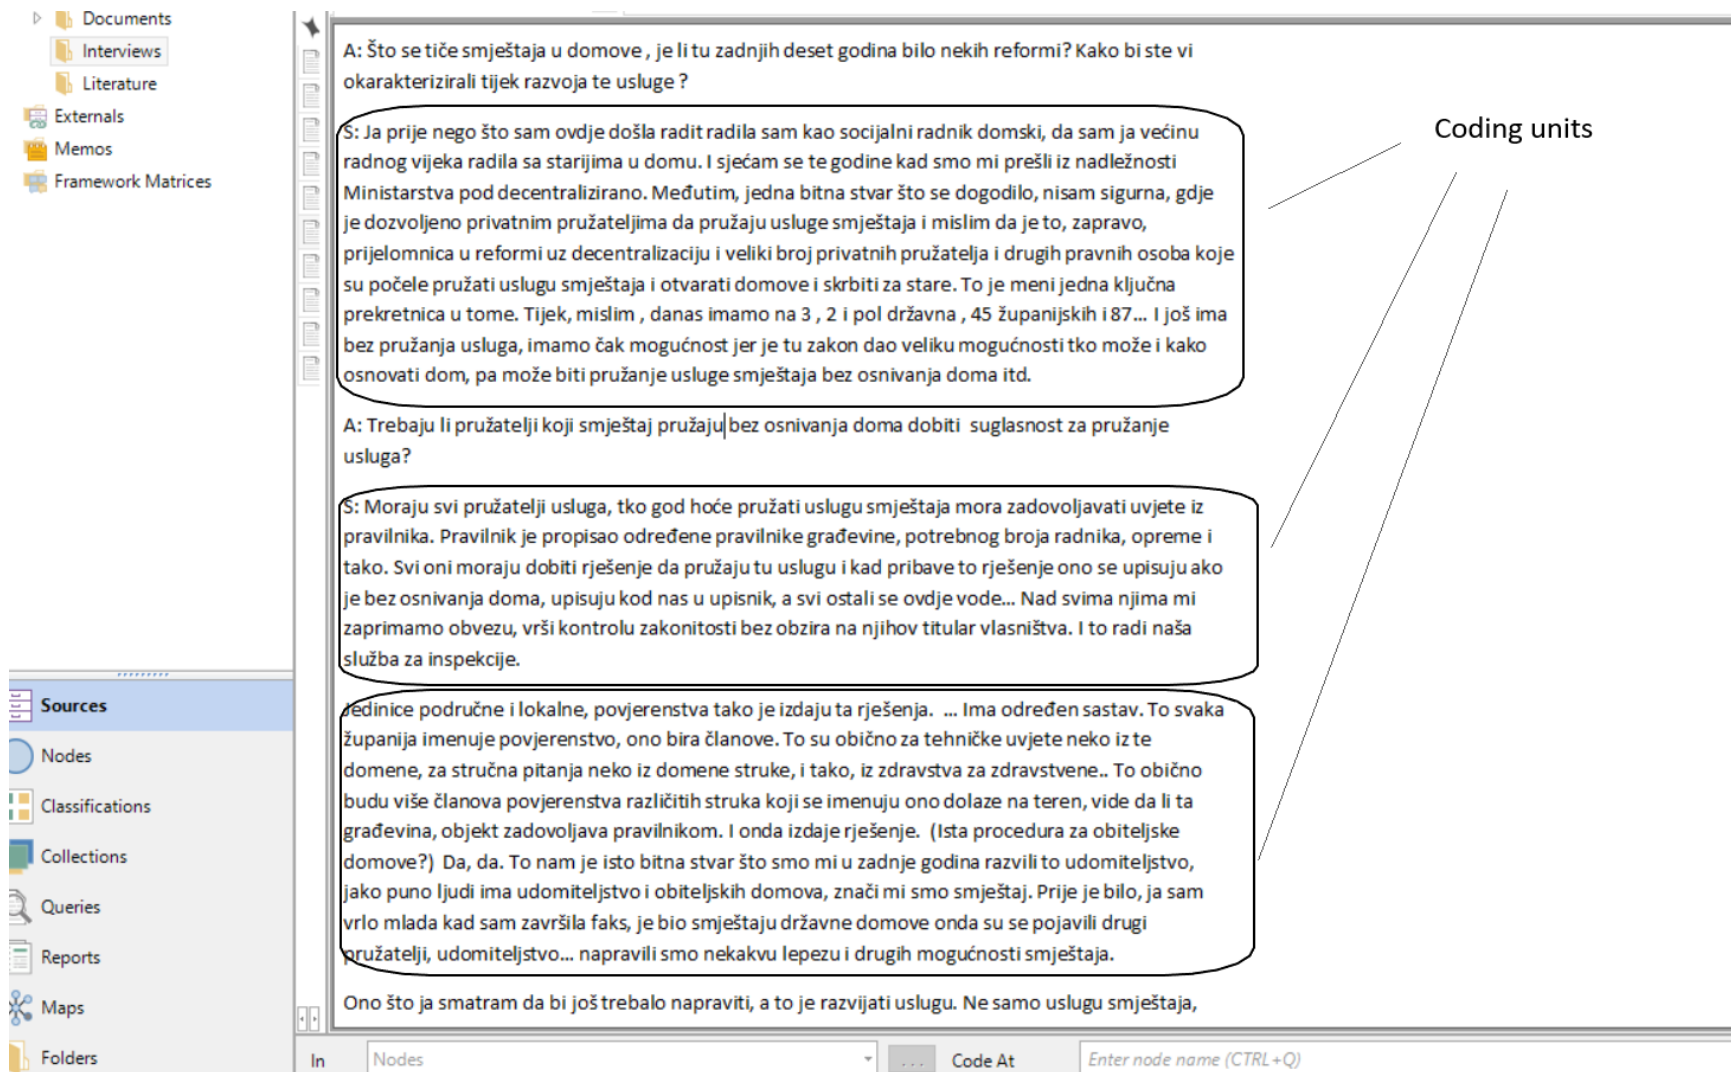 Documents
Interviews
Literature
Externals
Memos
Framework Matrices
Sources
Nodes
Classifications
Collections
Queries
Reports
Maps
Folders
A: Što se tiče smještaja u domove , je li tu zadnjih deset godina bilo nekih reformi? Kako bi ste vi
okarakterizirali tijek razvoja te usluge ?
S: Ja prije nego što sam ovdje došla radit radila sam kao socijalni radnik domski, da sam ja većinu
radnog vijeka radila sa starijima u domu. I sjećam se te godine kad smo mi prešli iz nadležnosti
Ministarstva pod decentralizirano. Međutim, jedna bitna stvar što se dogodilo, nisam sigurna, gdje
je dozvoljeno privatnim pružateljima da pružaju usluge smještaja i mislim da je to, zapravo,
prijelomnica u reformi uz decentralizaciju i veliki broj privatnih pružatelja i drugih pravnih osoba koje
su počele pružati uslugu smještaja i otvarati domove i skrbiti za stare. To je meni jedna ključna
prekretnica u tome. Tijek, mislim , danas imamo na 3 , 2 i pol državna , 45 županijskih i 87... I još ima
bez pružanja usluga, imamo čak mogućnost jer je tu zakon dao veliku mogućnosti tko može i kako
osnovati dom, pa može biti pružanje usluge smještaja bez osnivanja doma itd.
A: Trebaju li pružatelji koji smještaj pružaju bez osnivanja doma dobiti suglasnost za pružanje
usluga?
S: Moraju svi pružatelji usluga, tko god hoće pružati uslugu smještaja mora zadovoljavati uvjete iz
pravilnika. Pravilnik je propisao određene pravilnike građevine, potrebnog broja radnika, opreme i
tako. Svi oni moraju dobiti rješenje da pružaju tu uslugu i kad pribave to rješenje ono se upisuju ako
je bez osnivanja doma, upisuju kod nas u upisnik, a svi ostali se ovdje vode... Nad svima njima mi
zaprimamo obvezu, vrši kontrolu zakonitosti bez obzira na njihov titular vlasništva. I to radi naša
služba za inspekcije.
Jedinice područne i lokalne, povjerenstva tako je izdaju ta rješenja. ... Ima određen sastav. To svaka
županija imenuje povjerenstvo, ono bira članove. To su obično za tehničke uvjete neko iz te
domene, za stručna pitanja neko iz domene struke, i tako, iz zdravstva za zdravstvene.. To obično
budu više članova povjerenstva različitih struka koji se imenuju ono dolaze na teren, vide da li ta
građevina, objekt zadovoljava pravilnikom. I onda izdaje rješenje. (Ista procedura za obiteljske
domove?) Da, da. To nam je isto bitna stvar što smo mi u zadnje godina razvili to udomiteljstvo,
jako puno ljudi ima udomiteljstvo i obiteljskih domova, znači mi smo smještaj. Prije je bilo, ja sam
vrlo mlada kad sam završila faks, je bio smještaju državne domove onda su se pojavili drugi
pružatelji, udomiteljstvo... napravili smo nekakvu lepezu i drugih mogućnosti smještaja.
Ono što ja smatram da bi još trebalo napraviti, a to je razvijati uslugu. Ne samo uslugu smještaja,
Coding units
In Nodes ... Code At Enter node name (CTRL+Q)